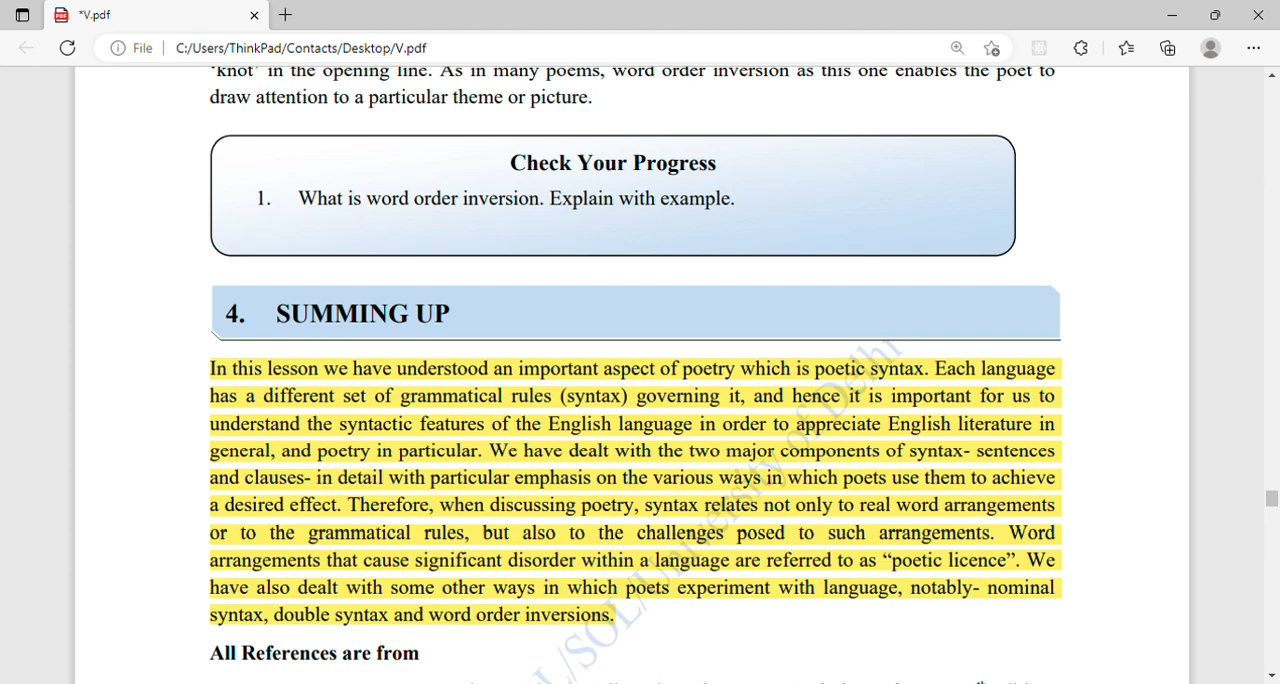 *V.pdf
File
C:/Users/ThinkPad/Contacts/Desktop/V.pdf
'knot' in the opening line. As in many poems, word order inversion as this one enables the poet to
draw attention to a particular theme or picture.
Check Your Progress
1. What is word order inversion. Explain with example.
4. SUMMING UP
In this lesson we have understood an important aspect of poetry which is poetic syntax. Each language
has a different set of grammatical rules (syntax) governing it, and hence it is important for us to
understand the syntactic features of the English language in order to appreciate English literature in
general, and poetry in particular. We have dealt with the two major components of syntax- sentences
and clauses- in detail with particular emphasis on the various ways in which poets use them to achieve
a desired effect. Therefore, when discussing poetry, syntax relates not only to real word arrangements
or to the grammatical rules, but also to the challenges posed to such arrangements. Word
arrangements that cause significant disorder within a language are referred to as “poetic licence”. We
have also dealt with some other ways in which poets experiment with language, notably- nominal
syntax, double syntax and word order inversions.
All References are from
L/SOL/University of Delhi